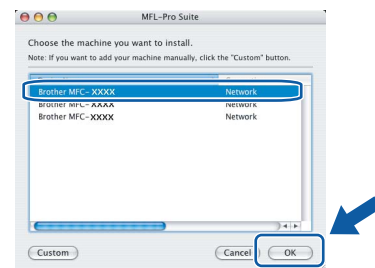 MFL-Pro Suite
Choose the machine you want to install.
Note: If you want to add your machine manually, click the "Custom" button.
Brother MFC- XXXX Network
Brother MFC- XXXX Network
Brother MFC- XXXX Network
Custom Cancel OK